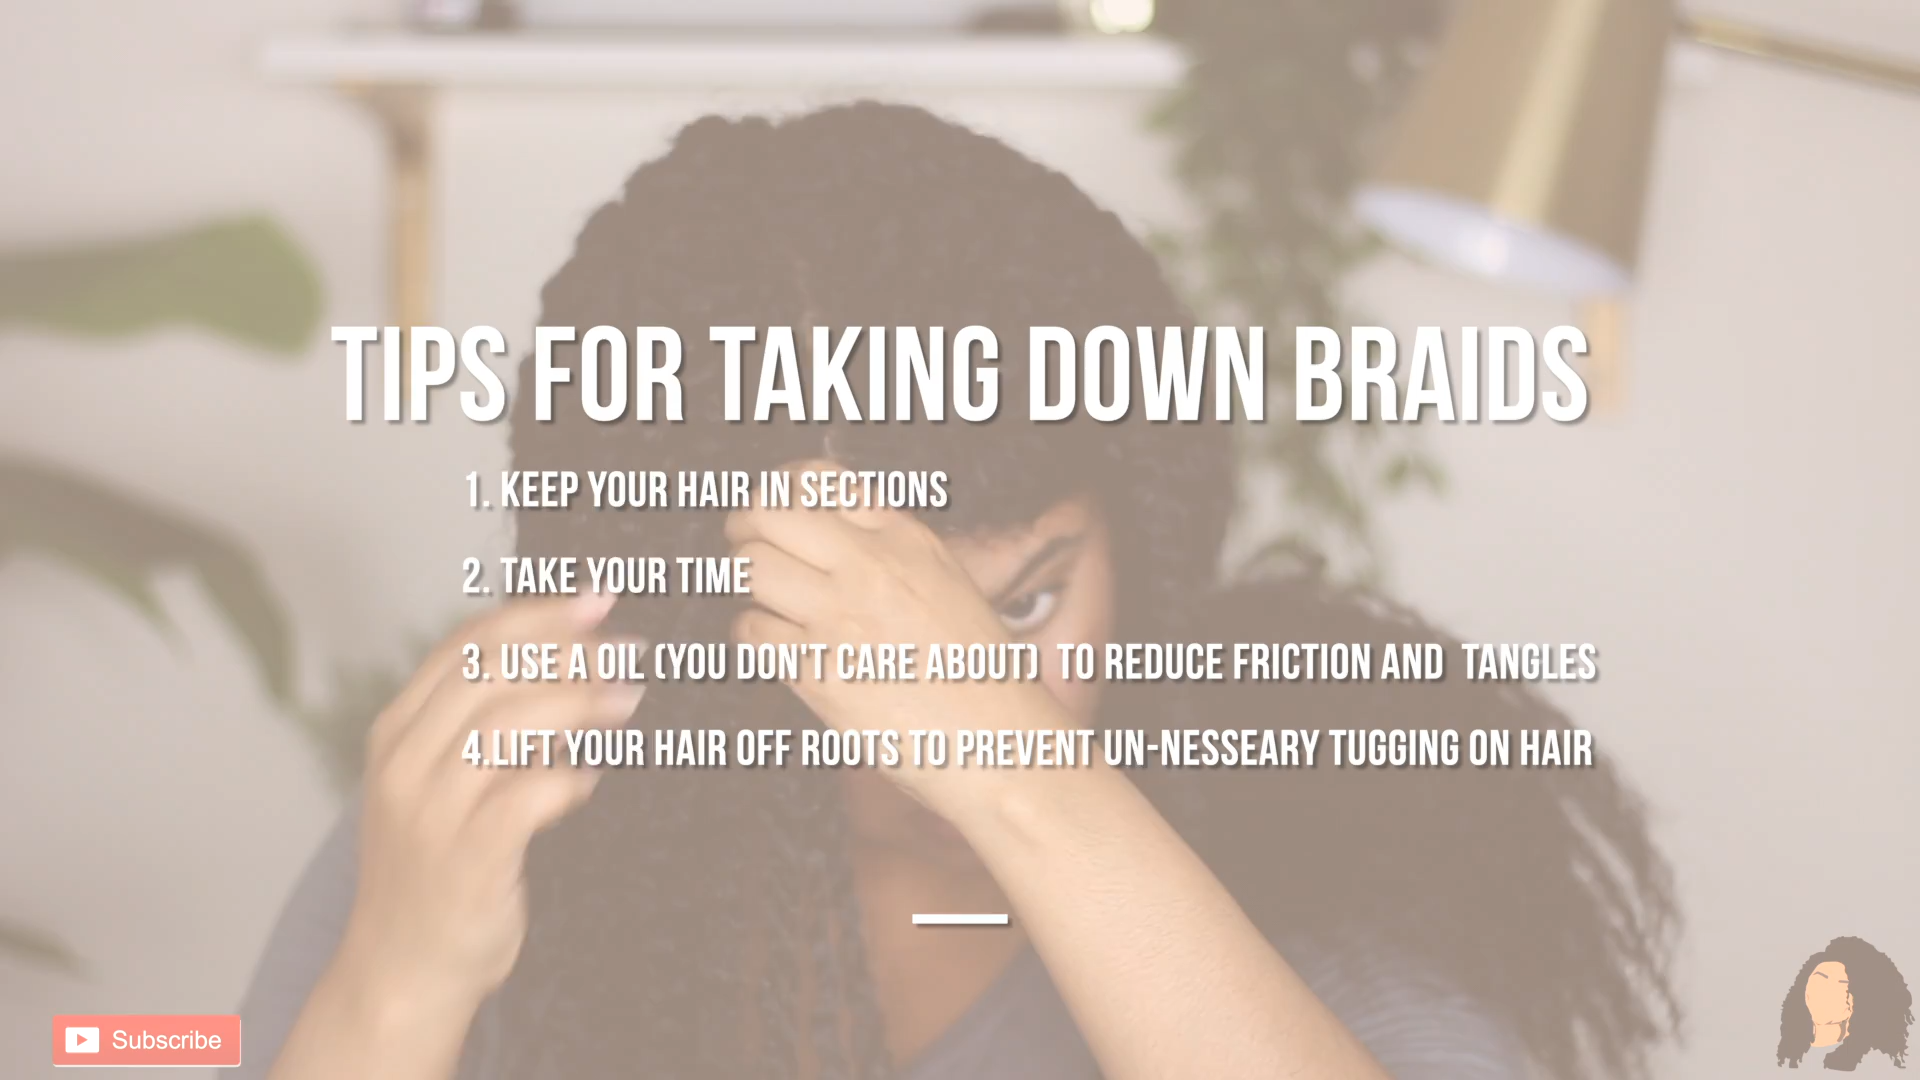 TIPS FOR TAKING DOWN BRAIDS
1. KEEP YOUR HAIR IN SECTIONS
2. TAKE YOUR TIME
3. USE A OIL (YOU DON'T CARE ABOUT) TO REDUCE FRICTION AND TANGLES
4.LIFT YOUR HAIR OFF ROOTS TO PREVENT UN-NESSEARY TUGGING ON HAIR
Subscribe